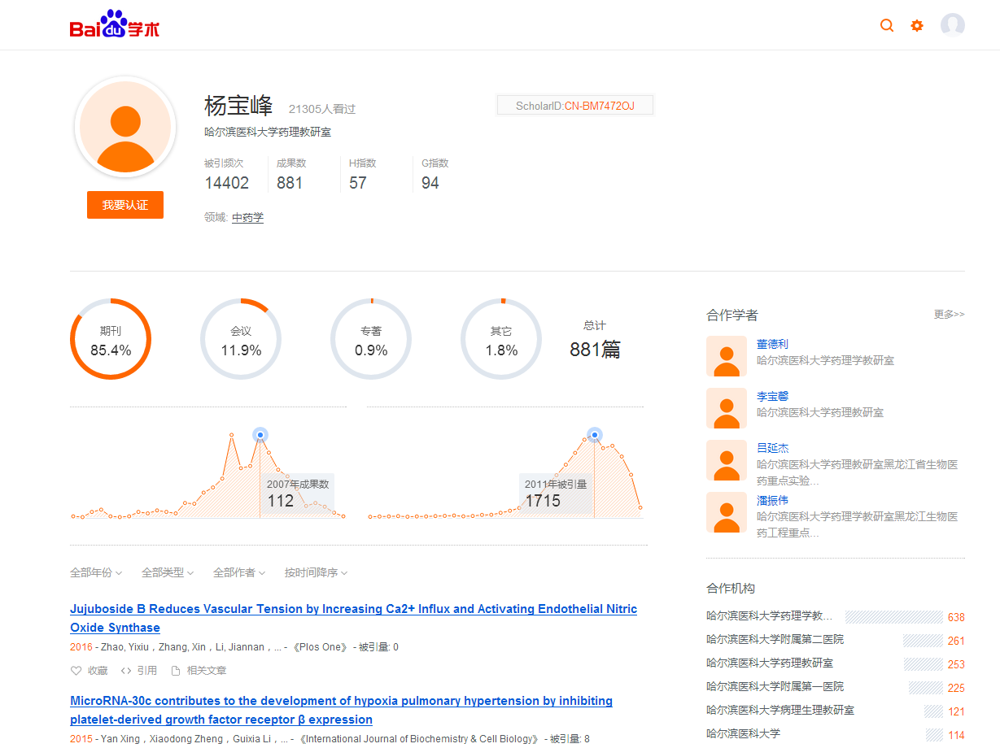 Bai du 学术
杨宝峰 21305人看过
ScholarID:CN-BM7472OJ
哈尔滨医科大学药理教研室
被引频次 成果数 H指数 G指数
14402 881 57 94
我要认证
领域: 中药学
期刊 会议 专著 其它 总计
85.4% 11.9% 0.9% 1.8% 881篇
2007年成果数
112
2011年被引量
1715
全部年份 全部类型 全部作者 按时间降序
Jujuboside B Reduces Vascular Tension by Increasing Ca2+ Influx and Activating Endothelial Nitric
Oxide Synthase
2016 - Zhao, Yixiu，Zhang, Xin，Li, Jiannan，... - 《Plos One》 - 被引量: 0
收藏 引用 相关文章
MicroRNA-30c contributes to the development of hypoxia pulmonary hypertension by inhibiting
platelet-derived growth factor receptor β expression
2015 - Yan Xing，Xiaodong Zheng，Guixia Li，... - 《International Journal of Biochemistry & Cell Biology》 - 被引量: 8
合作学者 更多>>
董德利
哈尔滨医科大学药理学教研室
李宝馨
哈尔滨医科大学药理教研室
吕延杰
哈尔滨医科大学药理教研室黑龙江省生物医
药重点实验...
潘振伟
哈尔滨医科大学药理学教研室黑龙江生物医
药工程重点...
合作机构
哈尔滨医科大学药理学教... 638
哈尔滨医科大学附属第二医院 261
哈尔滨医科大学药理教研室 253
哈尔滨医科大学附属第一医院 225
哈尔滨医科大学病理生理教研室 121
哈尔滨医科大学 114